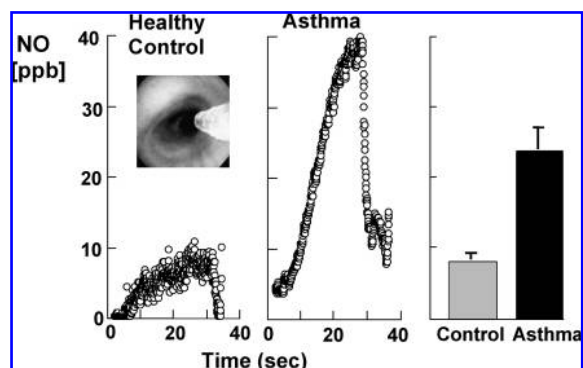 Healthy
Control
Asthma
NO
[ppb]
40
30
20
10
0
0
20
40
0
20
40
Time (sec)
Control
Asthma